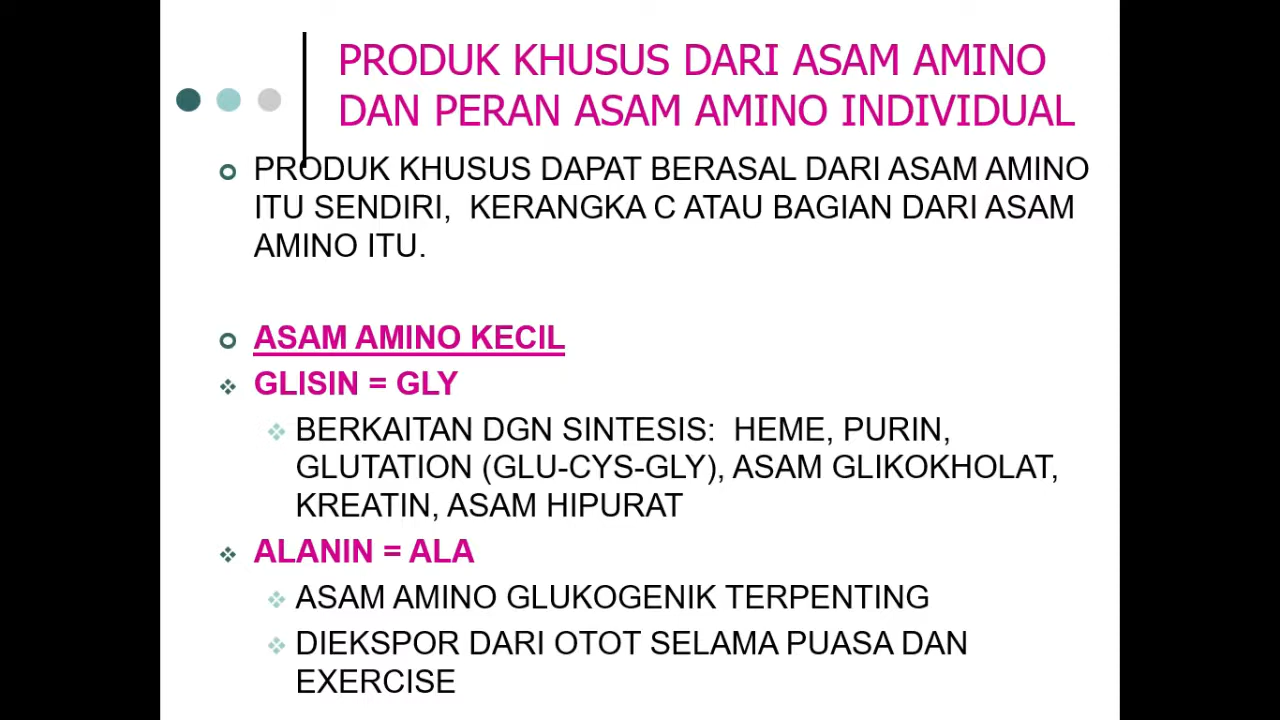 PRODUK KHUSUS DARI ASAM AMINO
DAN PERAN ASAM AMINO INDIVIDUAL
PRODUK KHUSUS DAPAT BERASAL DARI ASAM AMINO
ITU SENDIRI, KERANGKA C ATAU BAGIAN DARI ASAM
AMINO ITU.
ASAM AMINO KECIL
GLISIN = GLY
BERKAITAN DGN SINTESIS: HEME, PURIN,
GLUTATION (GLU-CYS-GLY), ASAM GLIKOKHOLAT,
KREATIN, ASAM HIPURAT
ALANIN = ALA
ASAM AMINO GLUKOGENIK TERPENTING
DIEKSPOR DARI OTOT SELAMA PUASA DAN
EXERCISE